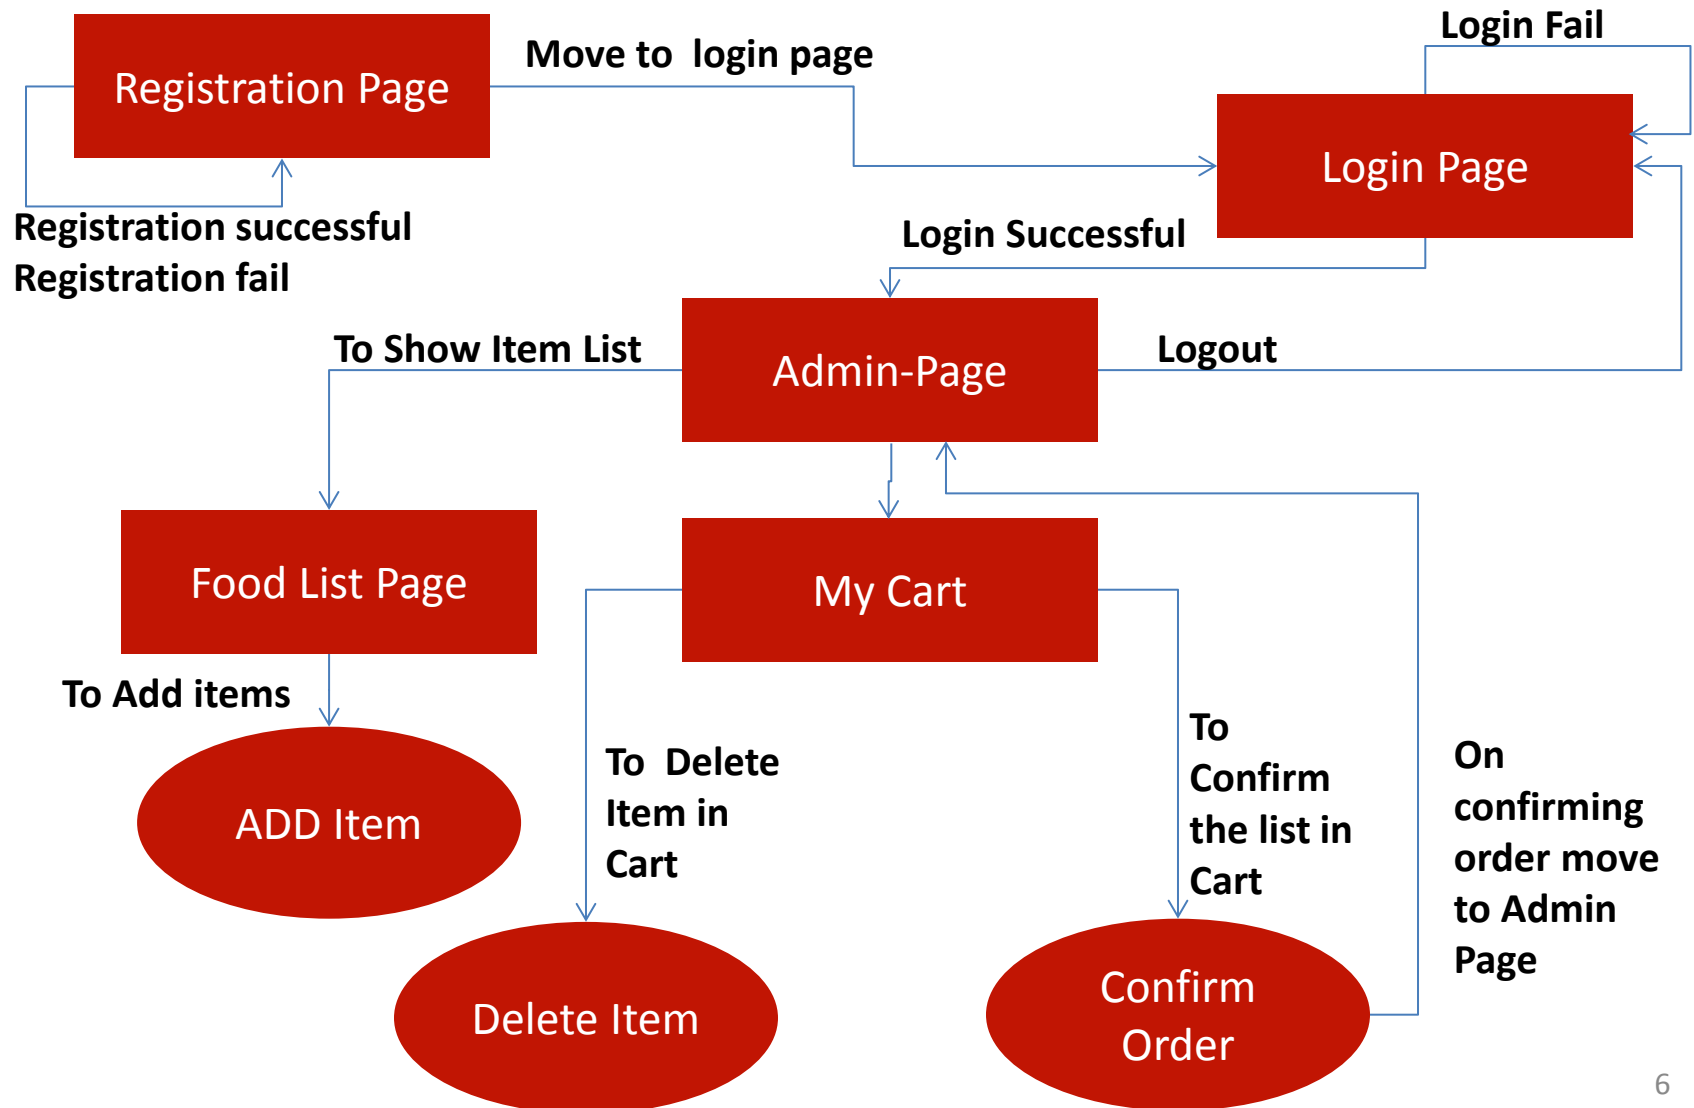 Login Fail
Move to  login page
Registration Page
Login Page
Registration successful
Registration fail
Login Successful
To Show Item List
Admin-Page
Logout
Food List Page
My Cart
To Add items
ADD Item
To  Delete
Item in
Cart
To
Confirm
the list in
Cart
On
confirming
order move
to Admin
Page
Delete Item
Confirm
Order
6